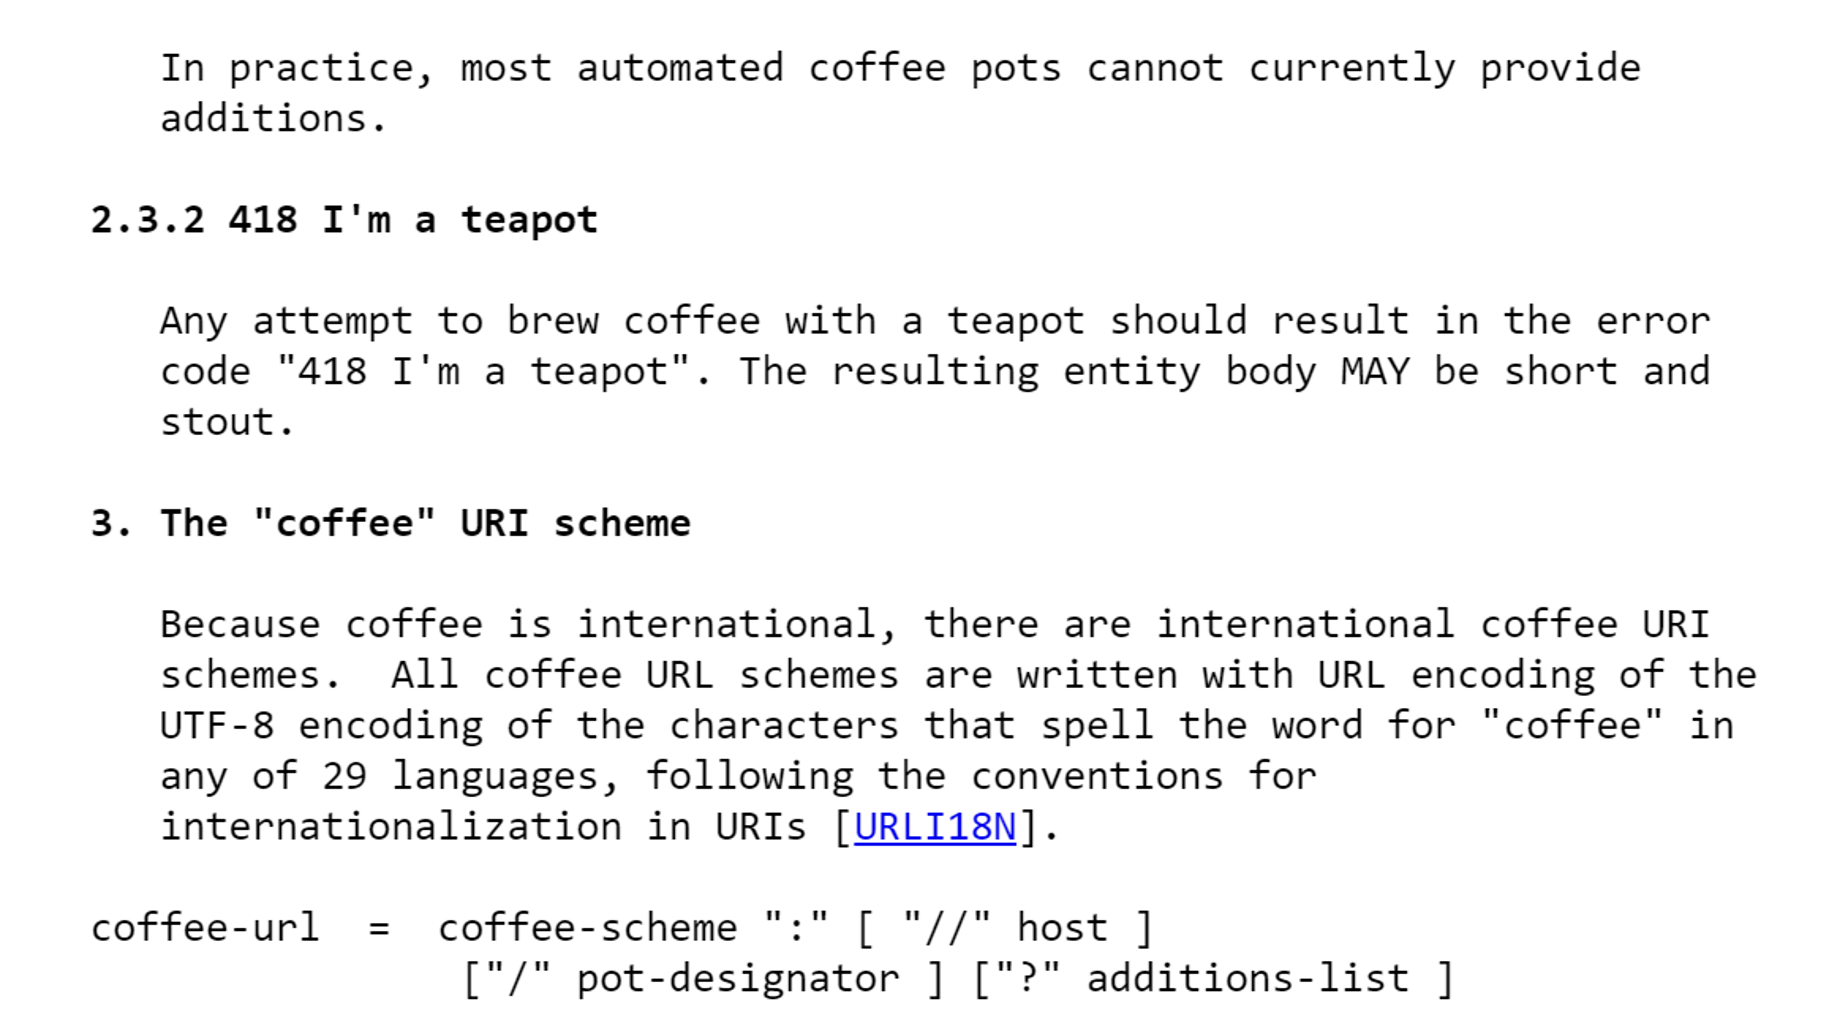 In practice, most automated coffee pots cannot currently provide
additions.
2.3.2 418 I'm a teapot
Any attempt to brew coffee with a teapot should result in the error
code "418 I'm a teapot". The resulting entity body MAY be short and
stout.
3. The "coffee" URI scheme
Because coffee is international, there are international coffee URI
schemes.  All coffee URL schemes are written with URL encoding of the
UTF-8 encoding of the characters that spell the word for "coffee" in
any of 29 languages, following the conventions for
internationalization in URIs [URLI18N].
coffee-url  =  coffee-scheme ":" [ "//" host ]
["/" pot-designator ] ["?" additions-list ]